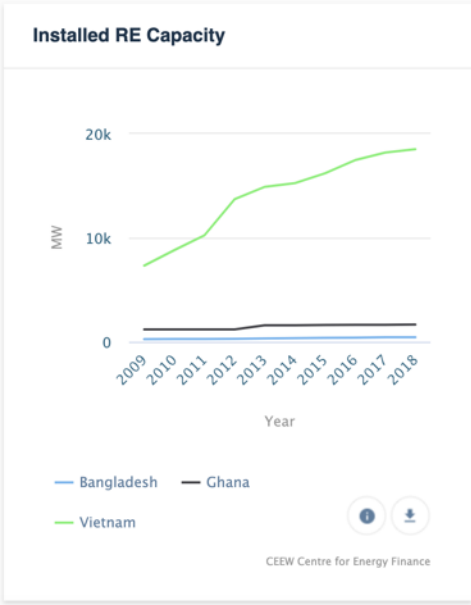 Installed RE Capacity
20k
MW
10k
0
2009 2010 2011 2012 2013 2014 2015 2016 2017 2018
Year
Bangladesh Ghana
Vietnam
CEEW Centre for Energy Finance